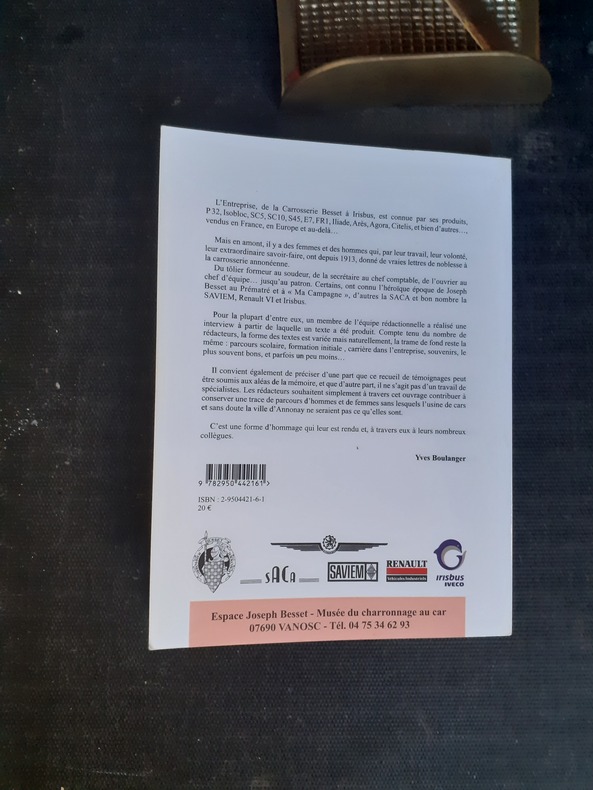 L'Entreprise, de la Carrosserie Besset à Irisbus, est connue par ses produits,
P32, Isobloc, SC5, SC10, S45, E7, FR1, Iliade, Arés, Agora, Citelis, et bien d'autres…,
vendus en France, en Europe et au-delà…
Mais en amont, il y a des femmes et des hommes qui, par leur travail, leur volonté,
leur extraordinaire savoir-faire, ont depuis 1913, donné de vraies lettres de noblesse à
la carrosserie annonéenne.
Du tôlier formeur au soudeur, de la secrétaire au chef comptable, de l'ouvrier au
chef d'équipe… jusqu'au patron. Certains, ont connu l'héroïque époque de Joseph
Besset au Prématré et à « Ma Campagne », d'autres la SACA et bon nombre la
SAVIEM, Renault VI et Irisbus.
Pour la plupart d'entre eux, un membre de l'équipe rédactionnelle a réalisé une
interview à partir de laquelle un texte a été produit. Compte tenu du nombre de
rédacteurs, la forme des textes est variée mais naturellement, la trame de fond reste la
même : parcours scolaire, formation initiale , carrière dans l'entreprise, souvenirs, le
plus souvent bons, et parfois un peu moins…
Il convient également de préciser d'une part que ce recueil de témoignages peut
être soumis aux aléas de la mémoire, et que d'autre part, il ne s'agit pas d'un travail de
spécialistes. Les rédacteurs souhaitent simplement à travers cet ouvrage contribuer à
conserver une trace de parcours d'hommes et de femmes sans lesquels l'usine de cars
et sans doute la ville d'Annonay ne seraient pas ce qu'elles sont.
C'est une forme d'hommage qui leur est rendu et, à travers eux à leurs nombreux
collègues.
Yves Boulanger
9 782950 442161 >
ISBN : 2-9504421-6-1
20 €
SACA
SAVIEM
RENAULT
Véhicules Industriels
irisbus
IVECO
Espace Joseph Besset - Musée du charronnage au car
07690 VANOSC - Tél. 04 75 34 62 93